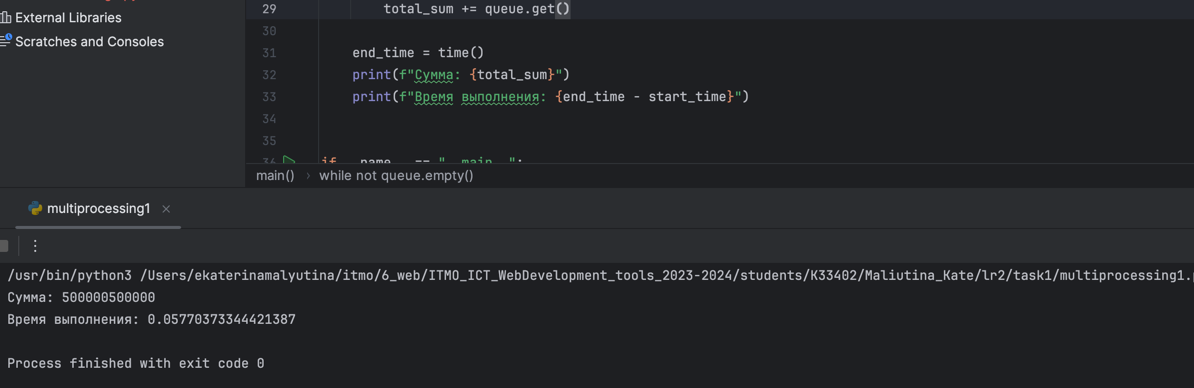 External Libraries
Scratches and Consoles
29 total_sum += queue.get()
30
31 end_time = time()
32 print(f"Сумма: {total_sum}")
33 print(f"Время выполнения: {end_time - start_time}")
34
35
36 if __name__ == "__main__":
main() › while not queue.empty()
multiprocessing1 ×
/usr/bin/python3 /Users/ekaterinamalyutina/itmo/6_web/ITMO_ICT_WebDevelopment_tools_2023-2024/students/K33402/Maliutina_Kate/lr2/task1/multiprocessing1.
Сумма: 500000500000
Время выполнения: 0.05770373344421387
Process finished with exit code 0